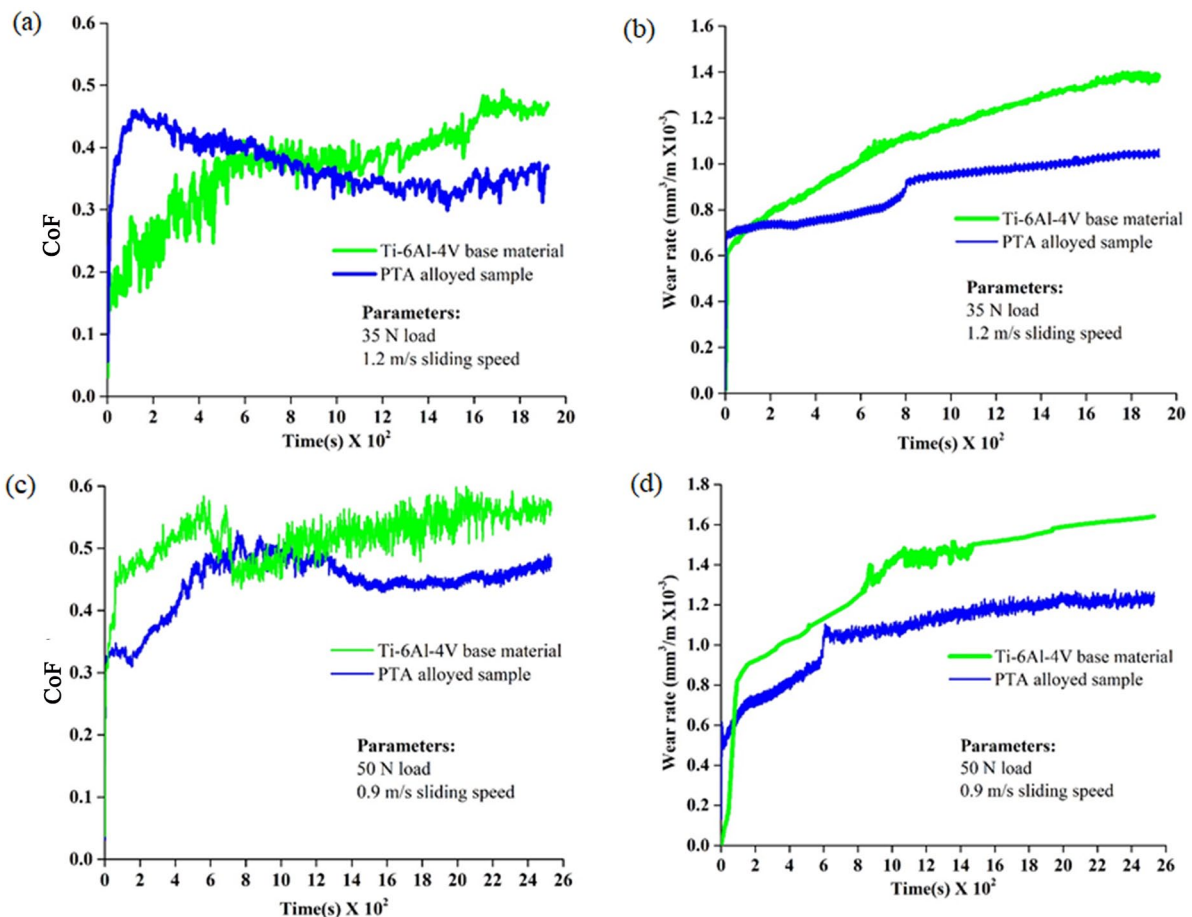 (a)
0.6
0.5
0.4
0.3
0.2
0.1
0.0
CoF
Ti-6Al-4V base material
PTA alloyed sample
Parameters:
35 N load
1.2 m/s sliding speed
0 2 4 6 8 10 12 14 16 18 20
Time(s) X 10²
(b)
1.6
1.4
1.2
1.0
0.8
0.6
0.4
0.2
0.0
Wear rate (mm³/m X10⁻³)
Ti-6Al-4V base material
PTA alloyed sample
Parameters:
35 N load
1.2 m/s sliding speed
0 2 4 6 8 10 12 14 16 18 20
Time(s) X 10²
(c)
0.6
0.5
0.4
0.3
0.2
0.1
0.0
CoF
Ti-6Al-4V base material
PTA alloyed sample
Parameters:
50 N load
0.9 m/s sliding speed
0 2 4 6 8 10 12 14 16 18 20 22 24 26
Time(s) X 10²
(d)
1.8
1.6
1.4
1.2
1.0
0.8
0.6
0.4
0.2
0.0
Wear rate (mm³/m X10⁻³)
Ti-6Al-4V base material
PTA alloyed sample
Parameters:
50 N load
0.9 m/s sliding speed
0 2 4 6 8 10 12 14 16 18 20 22 24 26
Time(s) X 10²